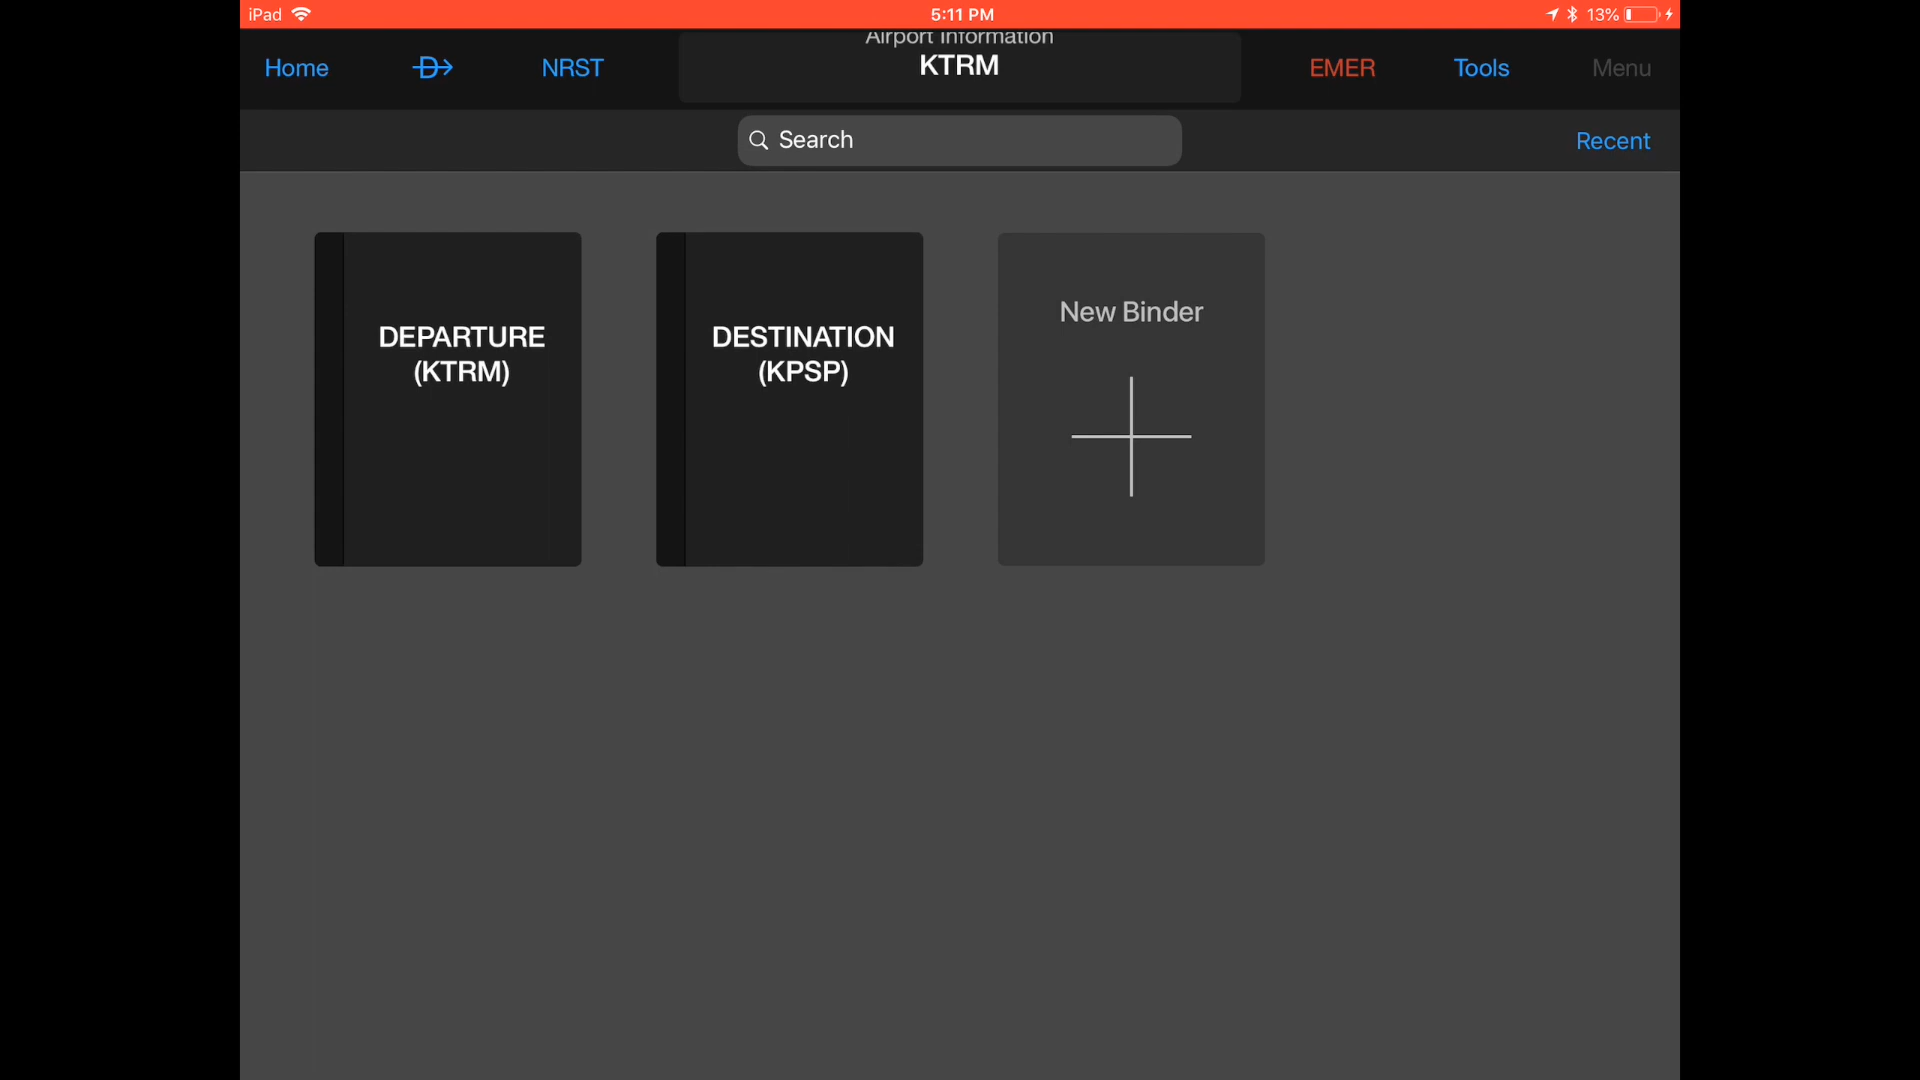 iPad 5:11 PM 13%
Home D NRST Airport Information EMER Tools Menu
KTRM
Search Recent
DEPARTURE
(KTRM)
DESTINATION
(KPSP)
New Binder